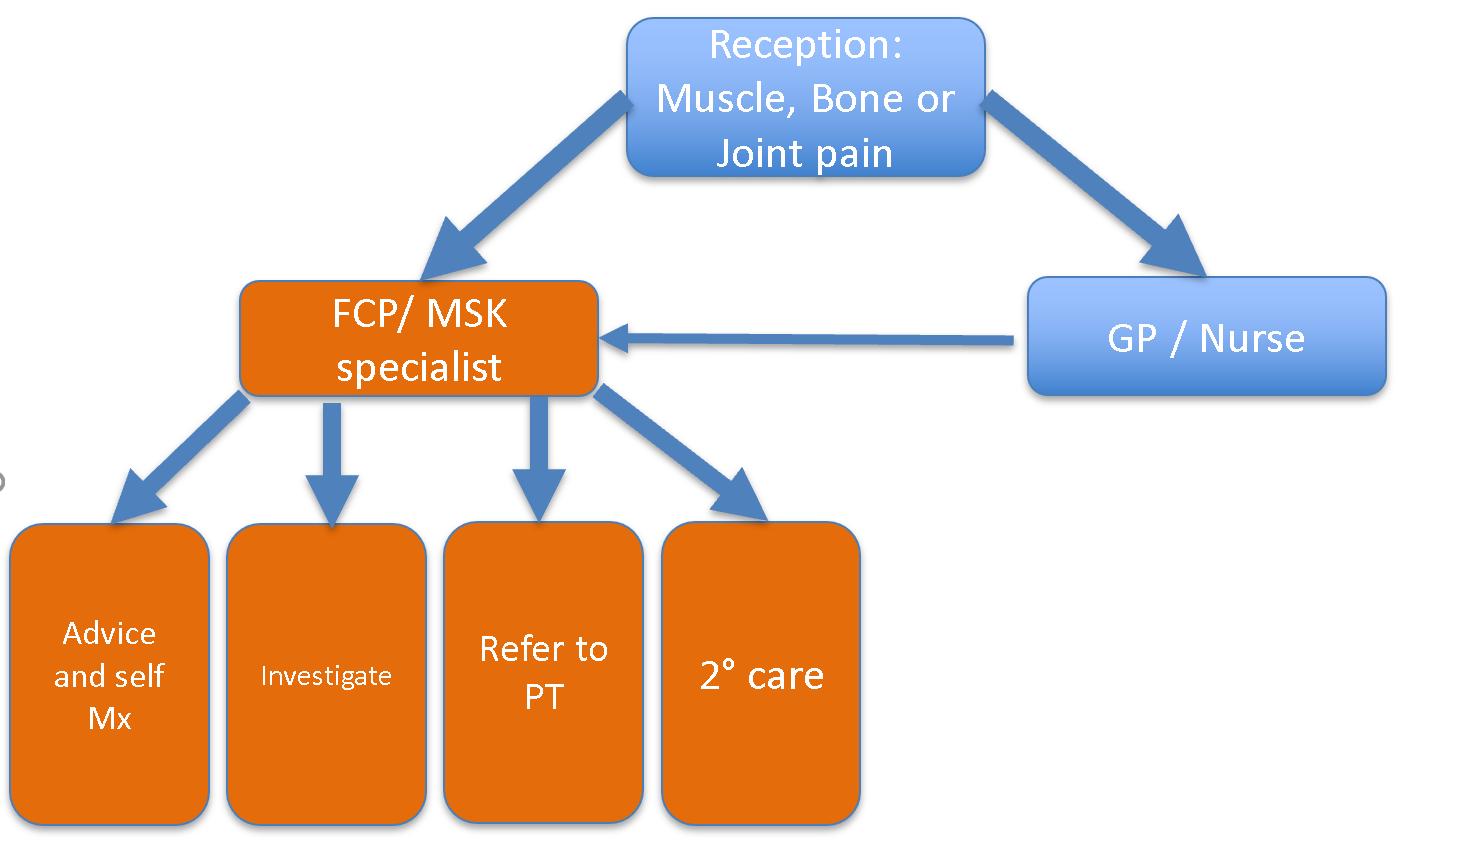 Reception:
Muscle, Bone or
Joint pain
FCP/ MSK
specialist
GP / Nurse
Advice
and self
Mx
Investigate
Refer to
PT
2° care